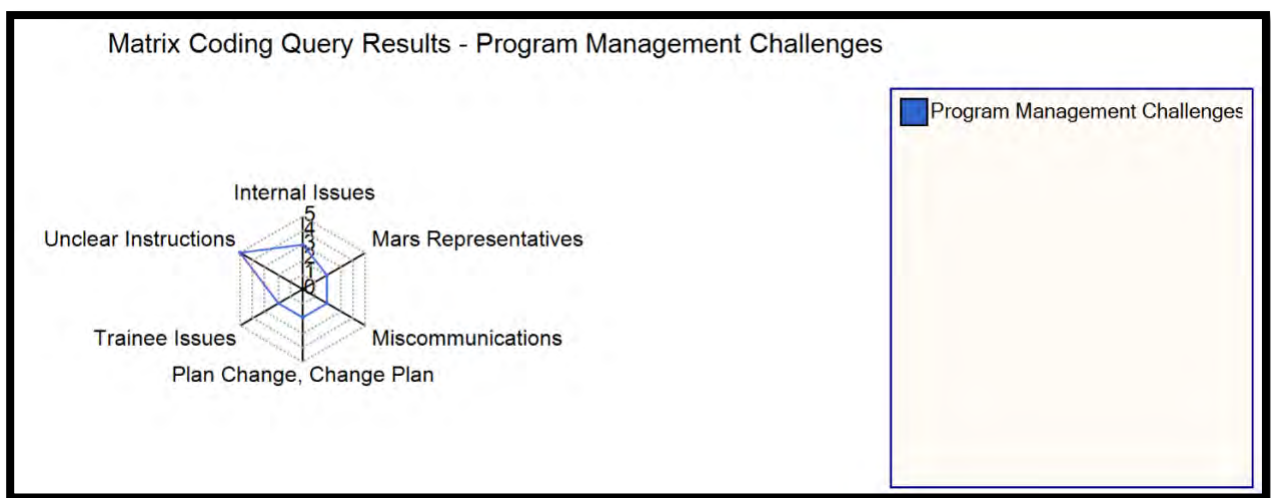 Matrix Coding Query Results - Program Management Challenges
Program Management Challenges
Internal Issues
5
4
3
2
1
0
Unclear Instructions
Mars Representatives
Trainee Issues
Miscommunications
Plan Change, Change Plan